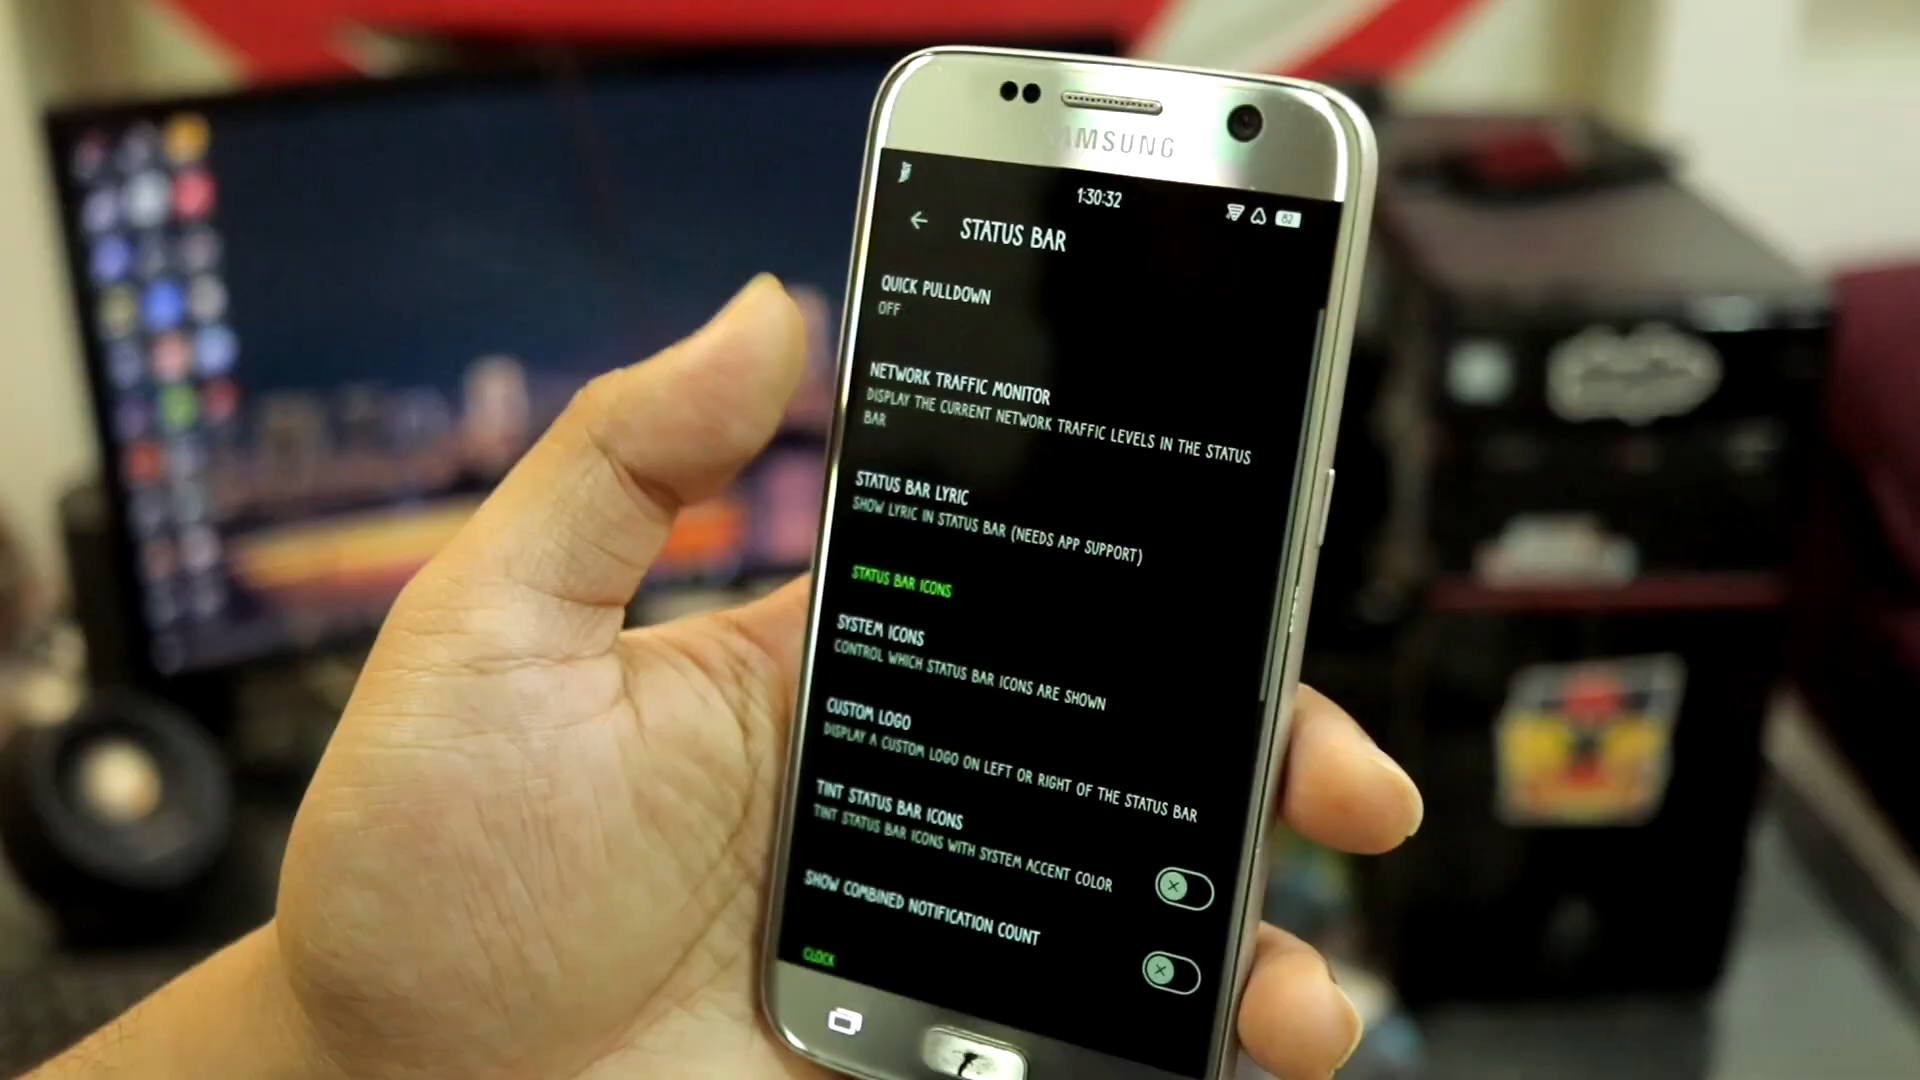 SAMSUNG
1:30:32
82
STATUS BAR
QUICK PULLDOWN
OFF
NETWORK TRAFFIC MONITOR
DISPLAY THE CURRENT NETWORK TRAFFIC LEVELS IN THE STATUS
BAR
STATUS BAR LYRIC
SHOW LYRIC IN STATUS BAR (NEEDS APP SUPPORT)
STATUS BAR ICONS
SYSTEM ICONS
CONTROL WHICH STATUS BAR ICONS ARE SHOWN
CUSTOM LOGO
DISPLAY A CUSTOM LOGO ON LEFT OR RIGHT OF THE STATUS BAR
TINT STATUS BAR ICONS
TINT STATUS BAR ICONS WITH SYSTEM ACCENT COLOR
SHOW COMBINED NOTIFICATION COUNT
CLOCK